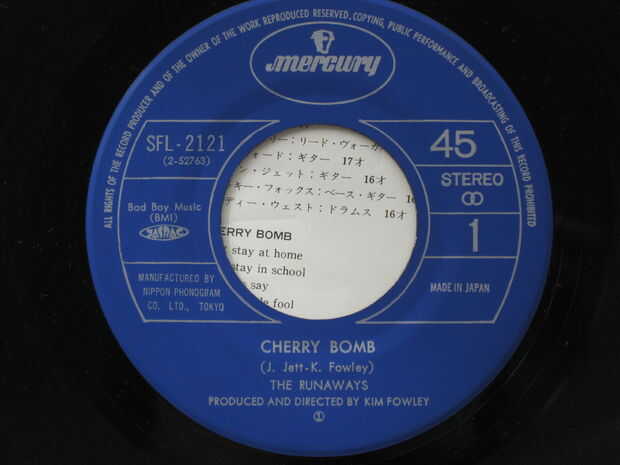 ALL RIGHTS OF THE RECORD PRODUCER AND OF THE OWNER OF THE WORK REPRODUCED RESERVED. COPYING, PUBLIC PERFORMANCE AND BROADCASTING OF THIS RECORD PROHIBITED
mercury
SFL-2121
(2-52763)
45
STEREO
1
Bad Boy Music
(BMI)
JASRAC
MANUFACTURED BY
NIPPON PHONOGRAM
CO., LTD., TOKYO
MADE IN JAPAN
リー：リード・ヴォーカ
ォード：ギター 17才
ン・ジェット：ギター 16才
キー・フォックス：ベース・ギター 16
ディー・ウェスト：ドラムス 16才
ERRY BOMB
stay at home
stay in school
say
fool
CHERRY BOMB
(J. Jett-K. Fowley)
THE RUNAWAYS
PRODUCED AND DIRECTED BY KIM FOWLEY
①